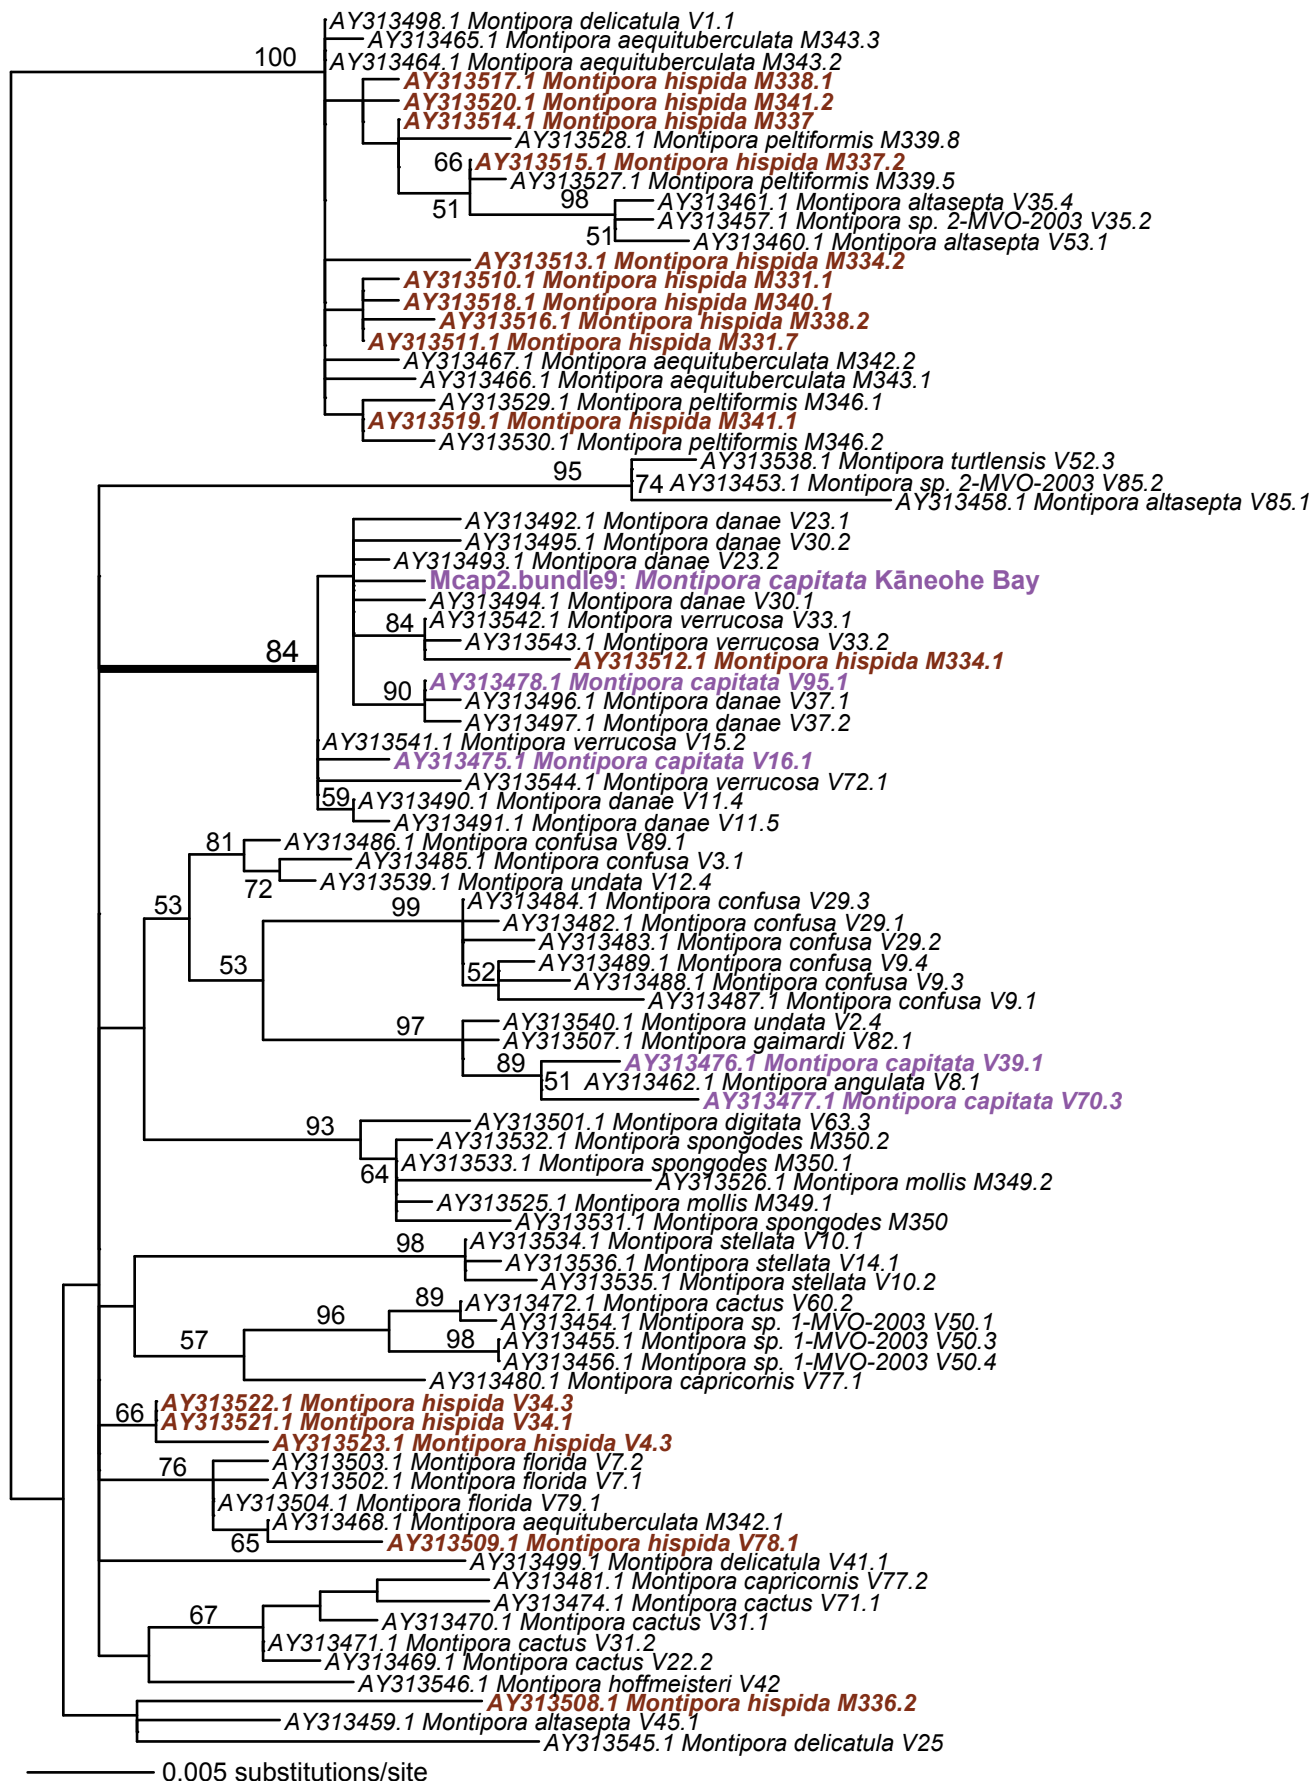 AY313498.1 Montipora delicatula V1.1
AY313465.1 Montipora aequituberculata M343.3
100
AY313464.1 Montipora aequituberculata M343.2
AY313517.1 Montipora hispida M338.1
AY313520.1 Montipora hispida M341.2
AY313514.1 Montipora hispida M337
AY313528.1 Montipora peltiformis M339.8
66 AY313515.1 Montipora hispida M337.2
AY313527.1 Montipora peltiformis M339.5
98 AY313461.1 Montipora altasepta V35.4
51
AY313457.1 Montipora sp. 2-MVO-2003 V35.2
51 AY313460.1 Montipora altasepta V53.1
AY313513.1 Montipora hispida M334.2
AY313510.1 Montipora hispida M331.1
AY313518.1 Montipora hispida M340.1
AY313516.1 Montipora hispida M338.2
AY313511.1 Montipora hispida M331.7
AY313467.1 Montipora aequituberculata M342.2
AY313466.1 Montipora aequituberculata M343.1
AY313529.1 Montipora peltiformis M346.1
AY313519.1 Montipora hispida M341.1
AY313530.1 Montipora peltiformis M346.2
AY313538.1 Montipora turtlensis V52.3
95
74 AY313453.1 Montipora sp. 2-MVO-2003 V85.2
AY313458.1 Montipora altasepta V85.1
AY313492.1 Montipora danae V23.1
AY313495.1 Montipora danae V30.2
AY313493.1 Montipora danae V23.2
Mcap2.bundle9: Montipora capitata Kāneohe Bay
AY313494.1 Montipora danae V30.1
84 AY313542.1 Montipora verrucosa V33.1
AY313543.1 Montipora verrucosa V33.2
84
AY313512.1 Montipora hispida M334.1
AY313478.1 Montipora capitata V95.1
90
AY313496.1 Montipora danae V37.1
AY313497.1 Montipora danae V37.2
AY313541.1 Montipora verrucosa V15.2
AY313475.1 Montipora capitata V16.1
AY313544.1 Montipora verrucosa V72.1
59 AY313490.1 Montipora danae V11.4
AY313491.1 Montipora danae V11.5
81 AY313486.1 Montipora confusa V89.1
AY313485.1 Montipora confusa V3.1
72 AY313539.1 Montipora undata V12.4
53
99 AY313484.1 Montipora confusa V29.3
AY313482.1 Montipora confusa V29.1
AY313483.1 Montipora confusa V29.2
53
AY313489.1 Montipora confusa V9.4
52
AY313488.1 Montipora confusa V9.3
AY313487.1 Montipora confusa V9.1
97 AY313540.1 Montipora undata V2.4
AY313507.1 Montipora gaimardi V82.1
89 AY313476.1 Montipora capitata V39.1
51 AY313462.1 Montipora angulata V8.1
AY313477.1 Montipora capitata V70.3
93 AY313501.1 Montipora digitata V63.3
AY313532.1 Montipora spongodes M350.2
AY313533.1 Montipora spongodes M350.1
64
AY313526.1 Montipora mollis M349.2
AY313525.1 Montipora mollis M349.1
AY313531.1 Montipora spongodes M350
98 AY313534.1 Montipora stellata V10.1
AY313536.1 Montipora stellata V14.1
AY313535.1 Montipora stellata V10.2
89 AY313472.1 Montipora cactus V60.2
96
AY313454.1 Montipora sp. 1-MVO-2003 V50.1
57
98 AY313455.1 Montipora sp. 1-MVO-2003 V50.3
AY313456.1 Montipora sp. 1-MVO-2003 V50.4
AY313480.1 Montipora capricornis V77.1
AY313522.1 Montipora hispida V34.3
66
AY313521.1 Montipora hispida V34.1
AY313523.1 Montipora hispida V4.3
76 AY313503.1 Montipora florida V7.2
AY313502.1 Montipora florida V7.1
AY313504.1 Montipora florida V79.1
AY313468.1 Montipora aequituberculata M342.1
65 AY313509.1 Montipora hispida V78.1
AY313499.1 Montipora delicatula V41.1
AY313481.1 Montipora capricornis V77.2
AY313474.1 Montipora cactus V71.1
67
AY313470.1 Montipora cactus V31.1
AY313471.1 Montipora cactus V31.2
AY313469.1 Montipora cactus V22.2
AY313546.1 Montipora hoffmeisteri V42
AY313508.1 Montipora hispida M336.2
AY313459.1 Montipora altasepta V45.1
AY313545.1 Montipora delicatula V25
0.005 substitutions/site